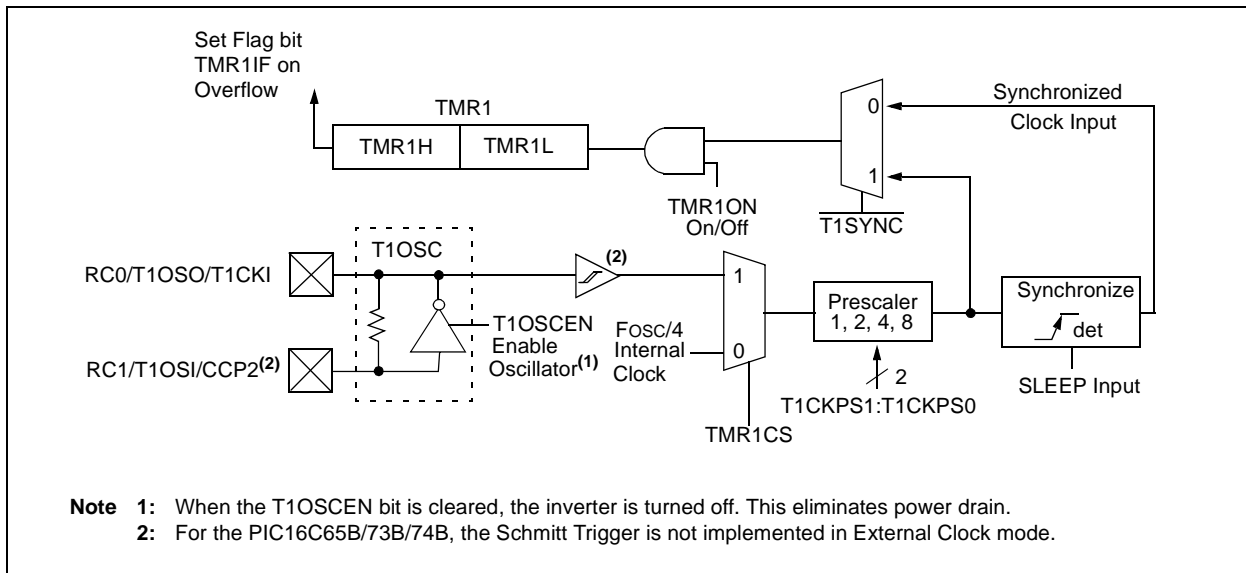 Set Flag bit
TMR1IF on
Overflow
TMR1
TMR1H
TMR1L
0
1
Synchronized
Clock Input
TMR1ON
On/Off
T1SYNC
T1OSC
RC0/T1OSO/T1CKI
(2)
1
0
Prescaler
1, 2, 4, 8
Synchronize
det
T1OSCEN
Enable
Oscillator(1)
FOSC/4
Internal
Clock
RC1/T1OSI/CCP2(2)
2
SLEEP Input
T1CKPS1:T1CKPS0
TMR1CS
Note 1: When the T1OSCEN bit is cleared, the inverter is turned off. This eliminates power drain.
2: For the PIC16C65B/73B/74B, the Schmitt Trigger is not implemented in External Clock mode.